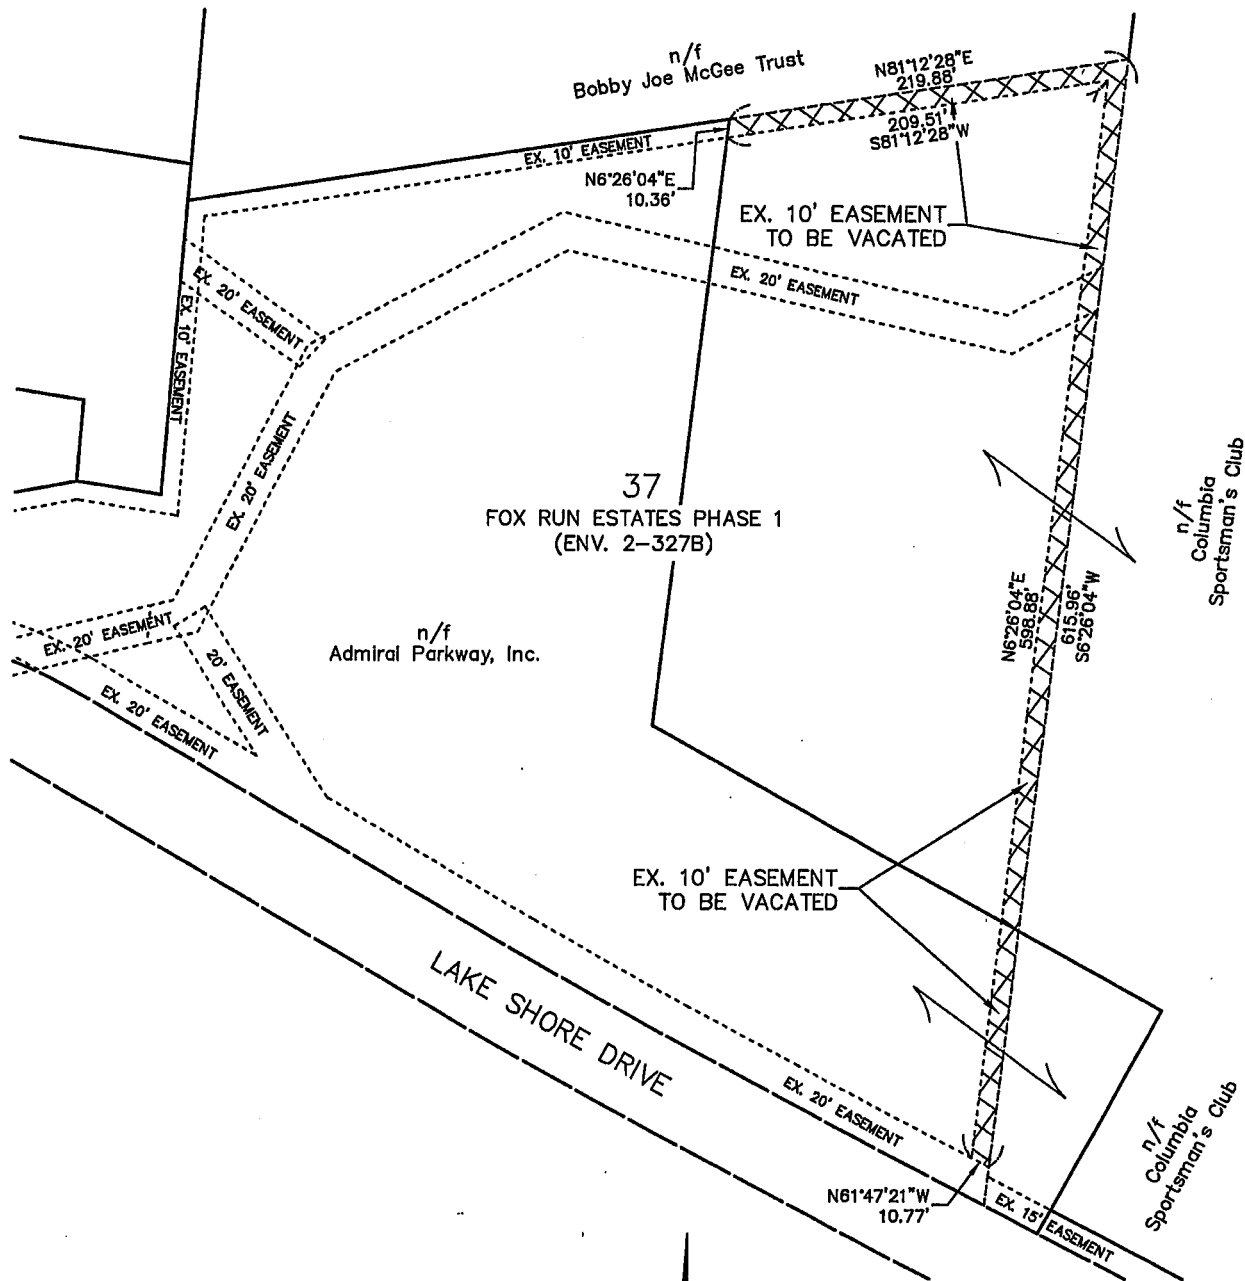 n/f
Bobby Joe McGee Trust
N81°12'28"E
219.88'
209.51'
S81°12'28"W
EX. 10' EASEMENT
N6°26'04"E
10.36'
EX. 10' EASEMENT
TO BE VACATED
EX. 20' EASEMENT
EX. 20' EASEMENT
EX. 10' EASEMENT
EX. 20' EASEMENT
37
FOX RUN ESTATES PHASE 1
(ENV. 2-327B)
n/f
Columbia
Sportsman's Club
N6°26'04"E
598.88'
615.96'
S6°26'04"W
n/f
Admiral Parkway, Inc.
EX. 20' EASEMENT
20' EASEMENT
EX. 20' EASEMENT
EX. 10' EASEMENT
TO BE VACATED
LAKE SHORE DRIVE
EX. 20' EASEMENT
n/f
Columbia
Sportsman's Club
N61°47'21"W
10.77'
EX. 15' EASEMENT